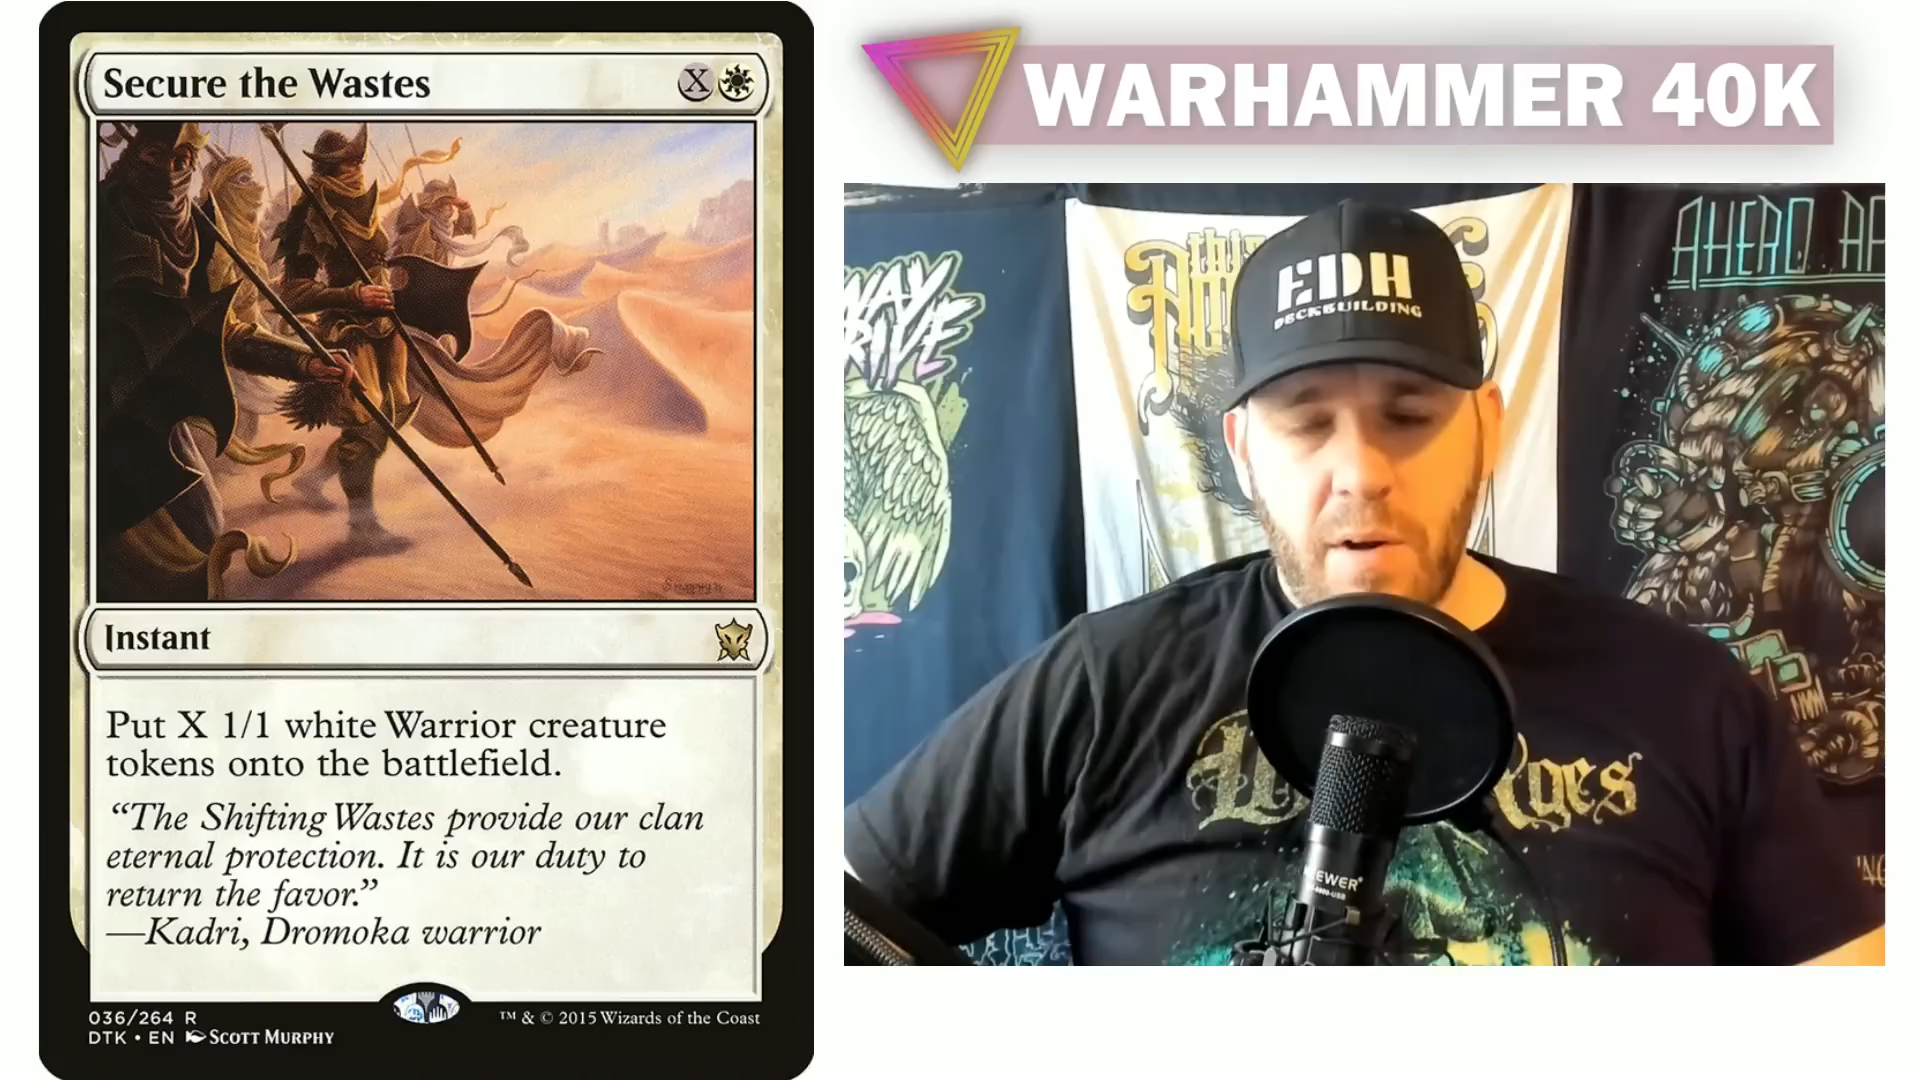 Secure the Wastes
X
Instant
Put X 1/1 white Warrior creature
tokens onto the battlefield.
“The Shifting Wastes provide our clan
eternal protection. It is our duty to
return the favor.”
—Kadri, Dromoka warrior
036/264 R
DTK • EN SCOTT MURPHY
™ & © 2015 Wizards of the Coast
WARHAMMER 40K
EDH
DECKBUILDING
AHERO